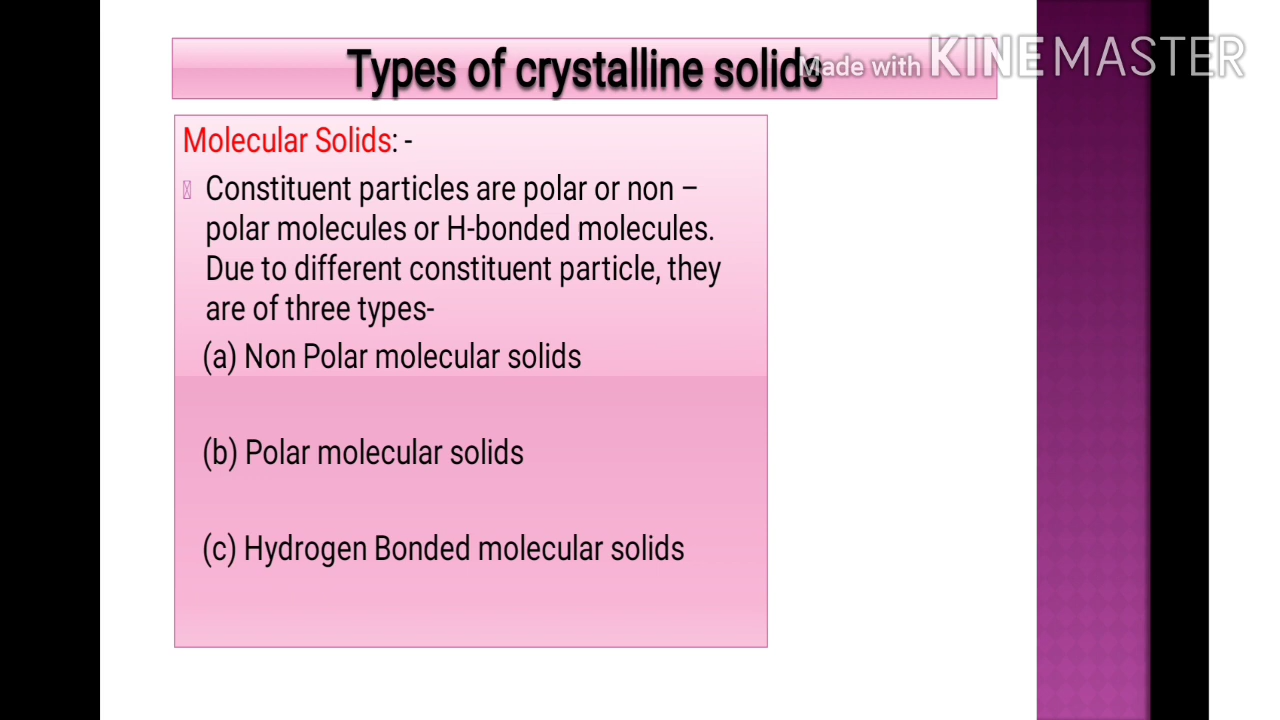 Types of crystalline solids
Made with KINEMASTER
Molecular Solids: -
Constituent particles are polar or non –
polar molecules or H-bonded molecules.
Due to different constituent particle, they
are of three types-
(a) Non Polar molecular solids
(b) Polar molecular solids
(c) Hydrogen Bonded molecular solids